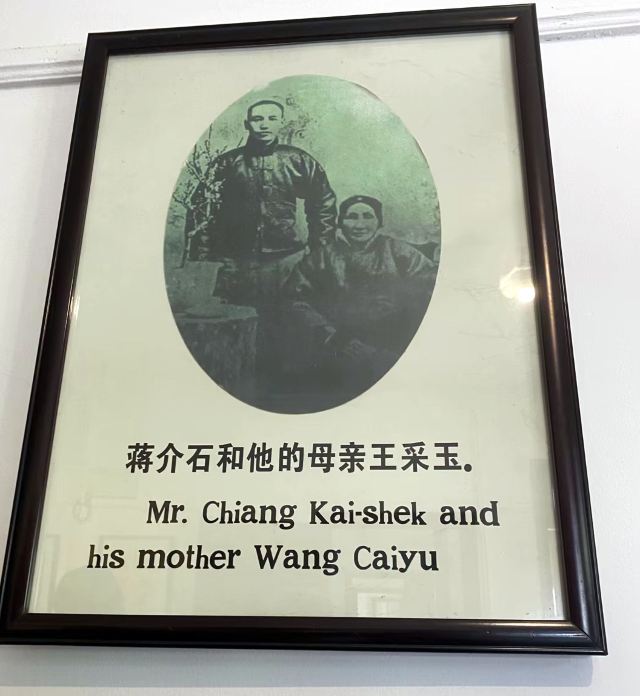 蒋介石和他的母亲王采玉。
Mr. Chiang Kai-shek and
his mother Wang Caiyu